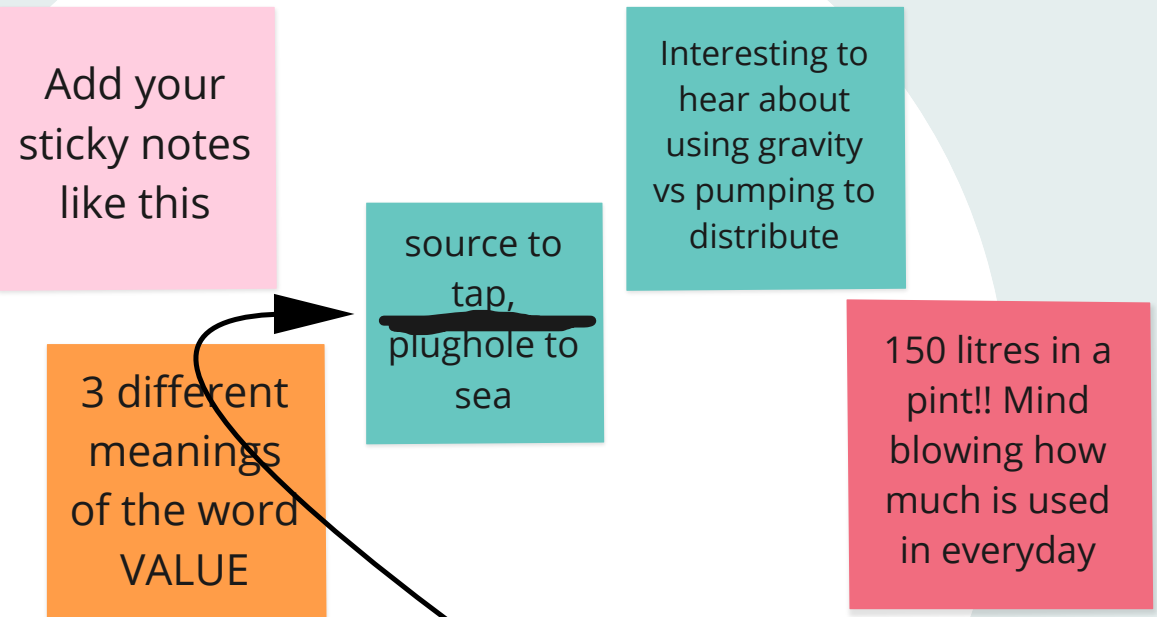 Add your
sticky notes
like this
Interesting to
hear about
using gravity
vs pumping to
distribute
source to
tap,
plughole to
sea
3 different
meanings
of the word
VALUE
150 litres in a
pint!! Mind
blowing how
much is used
in everyday